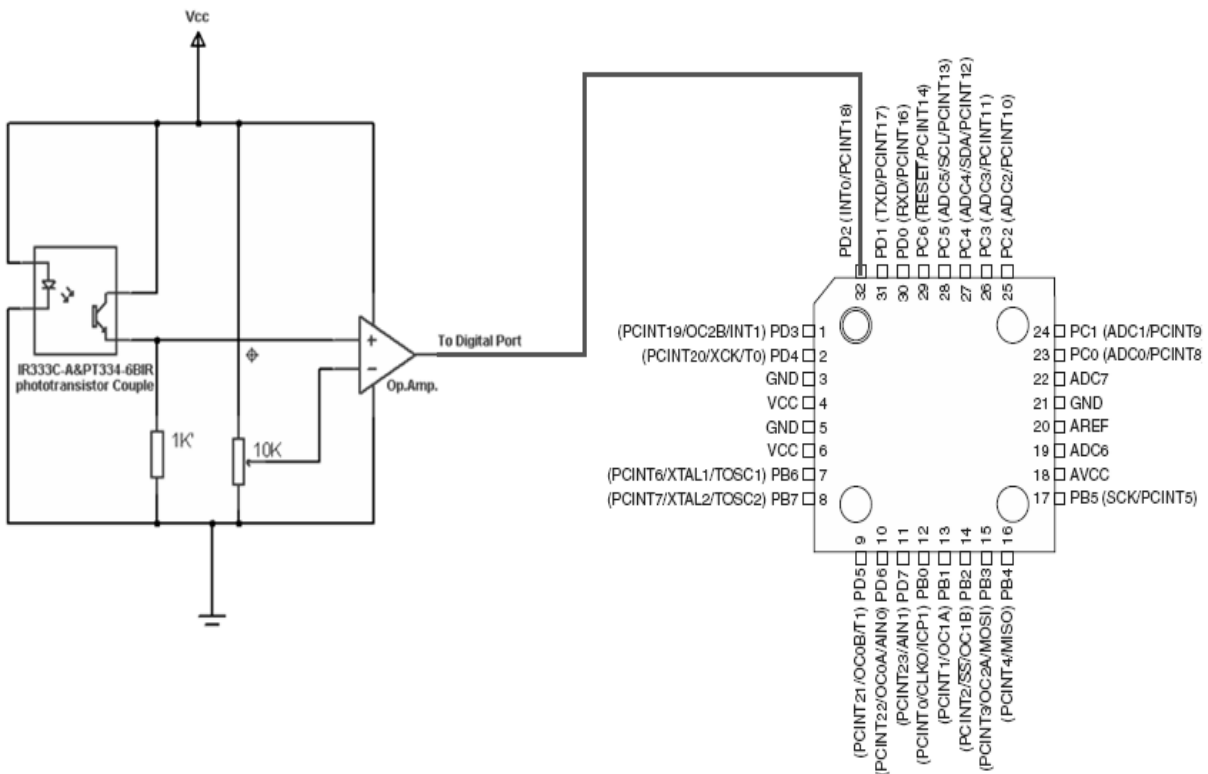 Vcc
IR333C-A&PT334-6BIR
phototransistor Couple
1K'
10K
+
−
Op.Amp.
To Digital Port
PD2 (INT0/PCINT18)
PD1 (TXD/PCINT17)
PD0 (RXD/PCINT16)
PC6 (RESET/PCINT14)
PC5 (ADC5/SCL/PCINT13)
PC4 (ADC4/SDA/PCINT12)
PC3 (ADC3/PCINT11)
PC2 (ADC2/PCINT10)
32
31
30
29
28
27
26
25
(PCINT19/OC2B/INT1) PD3 1
(PCINT20/XCK/T0) PD4 2
GND 3
VCC 4
GND 5
VCC 6
(PCINT6/XTAL1/TOSC1) PB6 7
(PCINT7/XTAL2/TOSC2) PB7 8
24 PC1 (ADC1/PCINT9
23 PC0 (ADC0/PCINT8
22 ADC7
21 GND
20 AREF
19 ADC6
18 AVCC
17 PB5 (SCK/PCINT5)
9
10
11
12
13
14
15
16
(PCINT21/OC0B/T1) PD5
(PCINT22/OC0A/AIN0) PD6
(PCINT23/AIN1) PD7
(PCINT0/CLKO/ICP1) PB0
(PCINT1/OC1A) PB1
(PCINT2/SS/OC1B) PB2
(PCINT3/OC2A/MOSI) PB3
(PCINT4/MISO) PB4